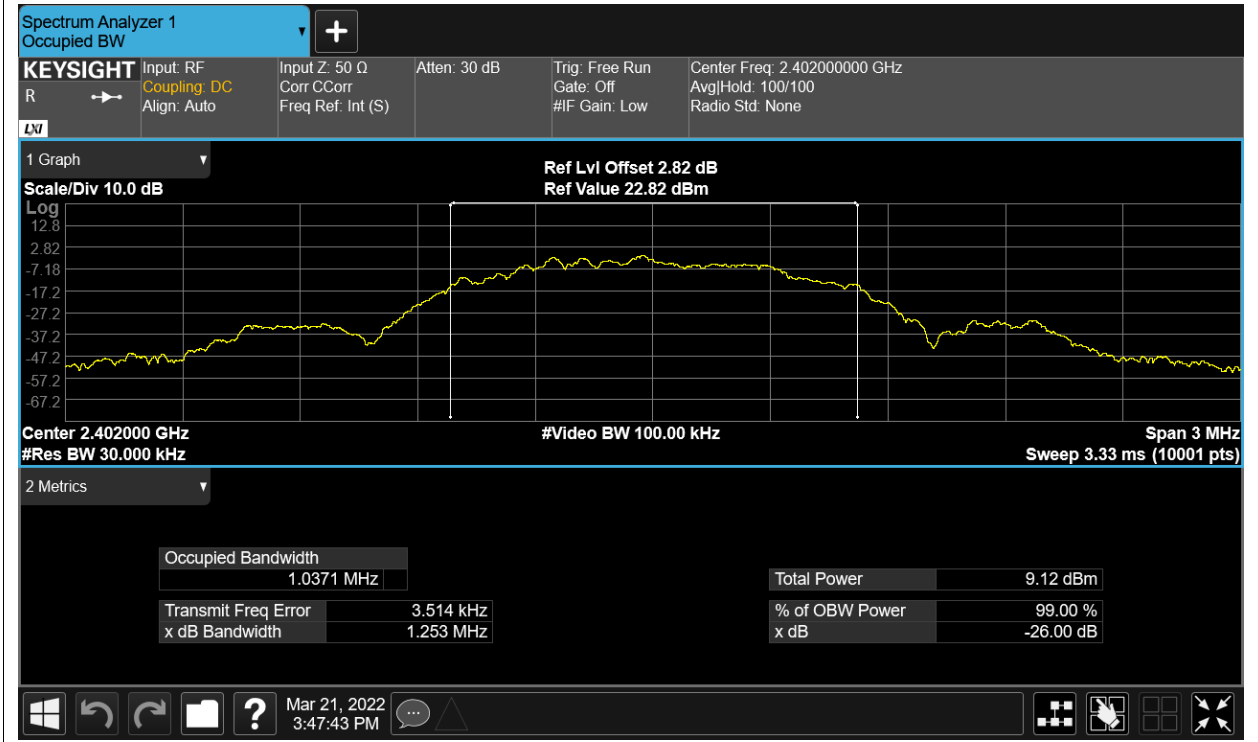 Spectrum Analyzer 1
Occupied BW
KEYSIGHT Input: RF Input Z: 50 Ω Atten: 30 dB Trig: Free Run Center Freq: 2.402000000 GHz
R Coupling: DC Corr CCorr Gate: Off Avg|Hold: 100/100
Align: Auto Freq Ref: Int (S) #IF Gain: Low Radio Std: None
LXI
1 Graph
Ref Lvl Offset 2.82 dB
Scale/Div 10.0 dB Ref Value 22.82 dBm
Log
12.8
2.82
-7.18
-17.2
-27.2
-37.2
-47.2
-57.2
-67.2
Center 2.402000 GHz #Video BW 100.00 kHz Span 3 MHz
#Res BW 30.000 kHz Sweep 3.33 ms (10001 pts)
2 Metrics
Occupied Bandwidth
1.0371 MHz Total Power 9.12 dBm
Transmit Freq Error 3.514 kHz % of OBW Power 99.00 %
x dB Bandwidth 1.253 MHz x dB -26.00 dB
? Mar 21, 2022
3:47:43 PM